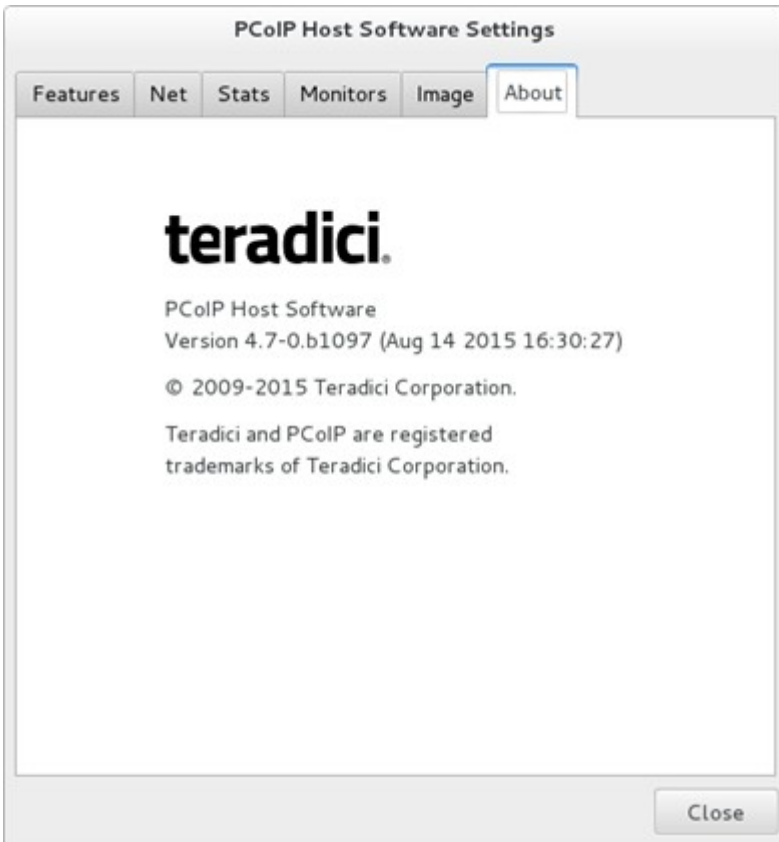 PCoIP Host Software Settings
Features Net Stats Monitors Image About
teradici®
PCoIP Host Software
Version 4.7-0.b1097 (Aug 14 2015 16:30:27)
© 2009-2015 Teradici Corporation.
Teradici and PCoIP are registered
trademarks of Teradici Corporation.
Close